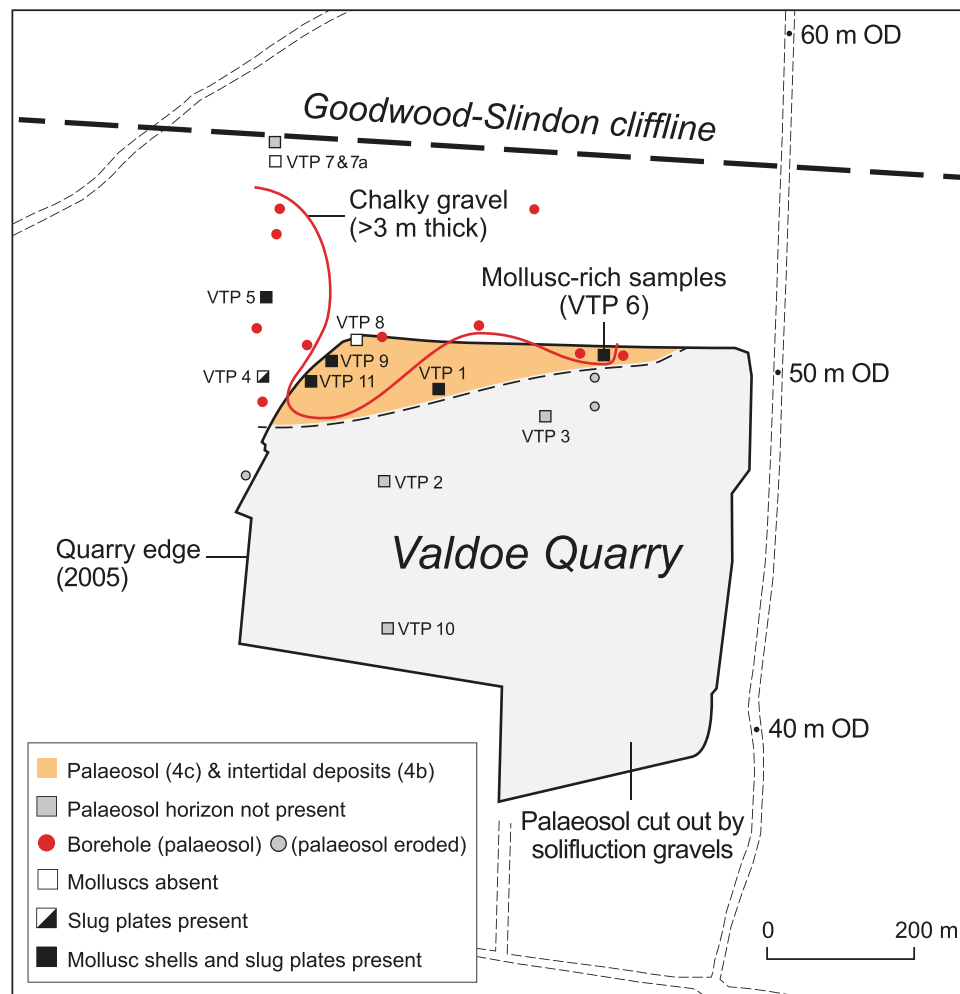 60 m OD
Goodwood-Slindon cliffline
VTP 7 & 7a
Chalky gravel
(>3 m thick)
Mollusc-rich samples
(VTP 6)
VTP 5
VTP 8
VTP 9
VTP 4
VTP 11
VTP 1
50 m OD
VTP 3
VTP 2
Quarry edge
(2005)
Valdoe Quarry
VTP 10
40 m OD
Palaeosol cut out by
solifluction gravels
Palaeosol (4c) & intertidal deposits (4b)
Palaeosol horizon not present
Borehole (palaeosol) (palaeosol eroded)
Molluscs absent
Slug plates present
Mollusc shells and slug plates present
0 200 m